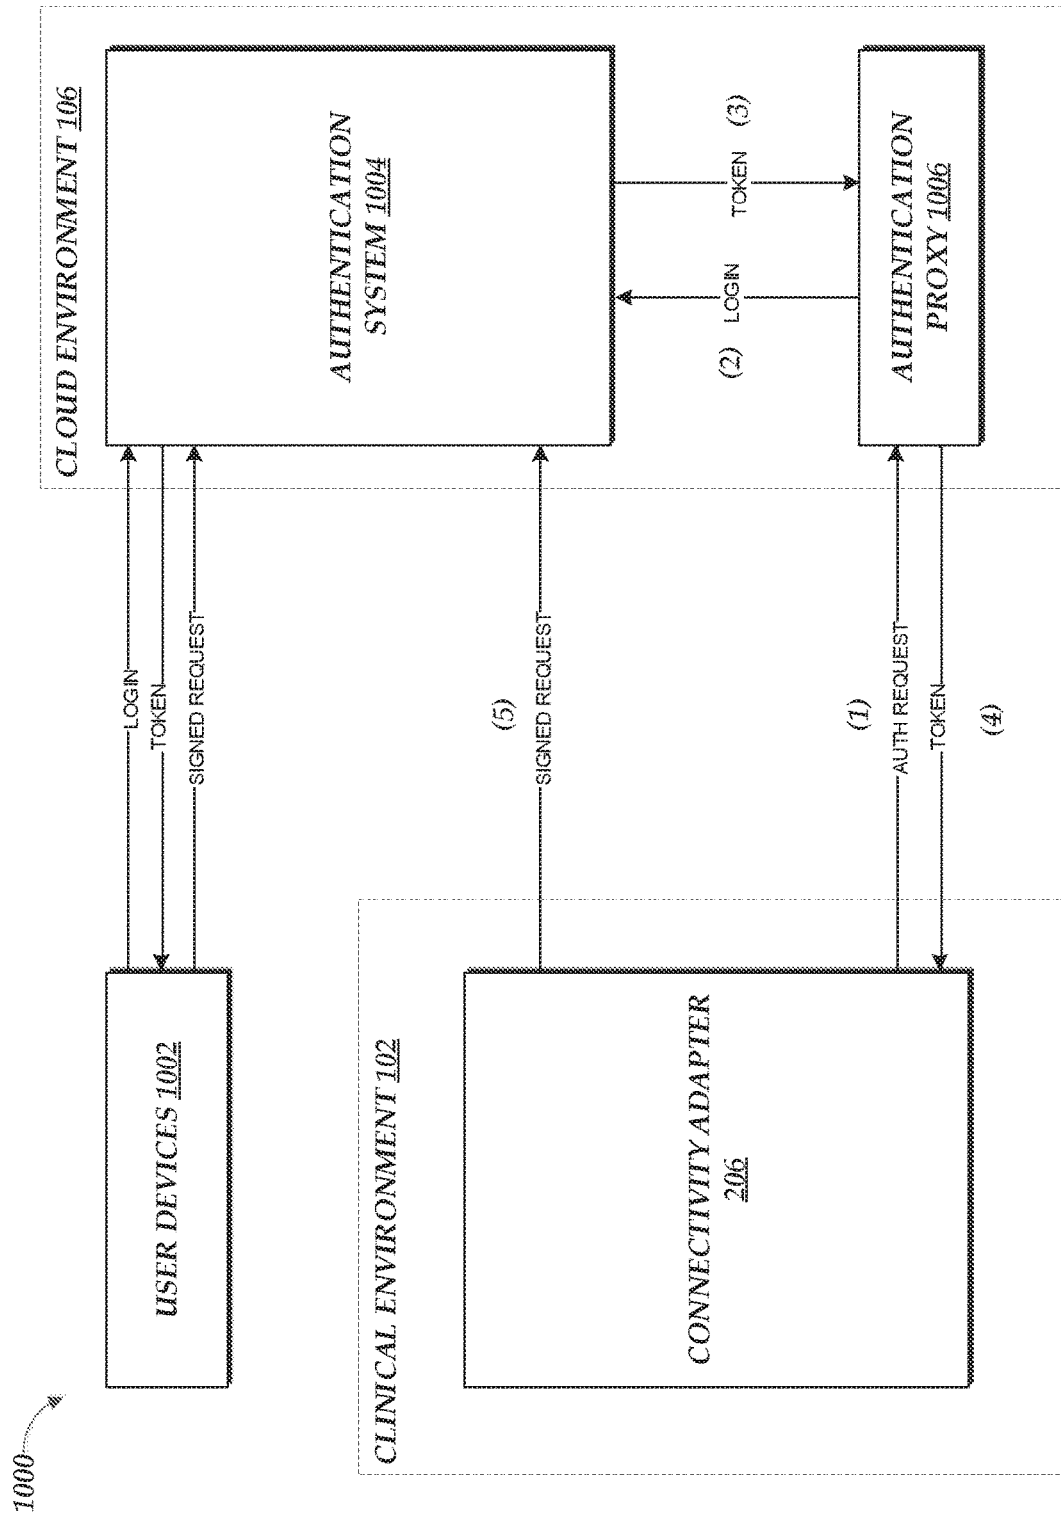 1000
CLOUD ENVIRONMENT 106
USER DEVICES 1002
LOGIN
TOKEN
SIGNED REQUEST
AUTHENTICATION
SYSTEM 1004
CLINICAL ENVIRONMENT 102
CONNECTIVITY ADAPTER
206
(5)
SIGNED REQUEST
(2)
LOGIN
TOKEN
(3)
(1)
AUTH REQUEST
TOKEN
(4)
AUTHENTICATION
PROXY 1006